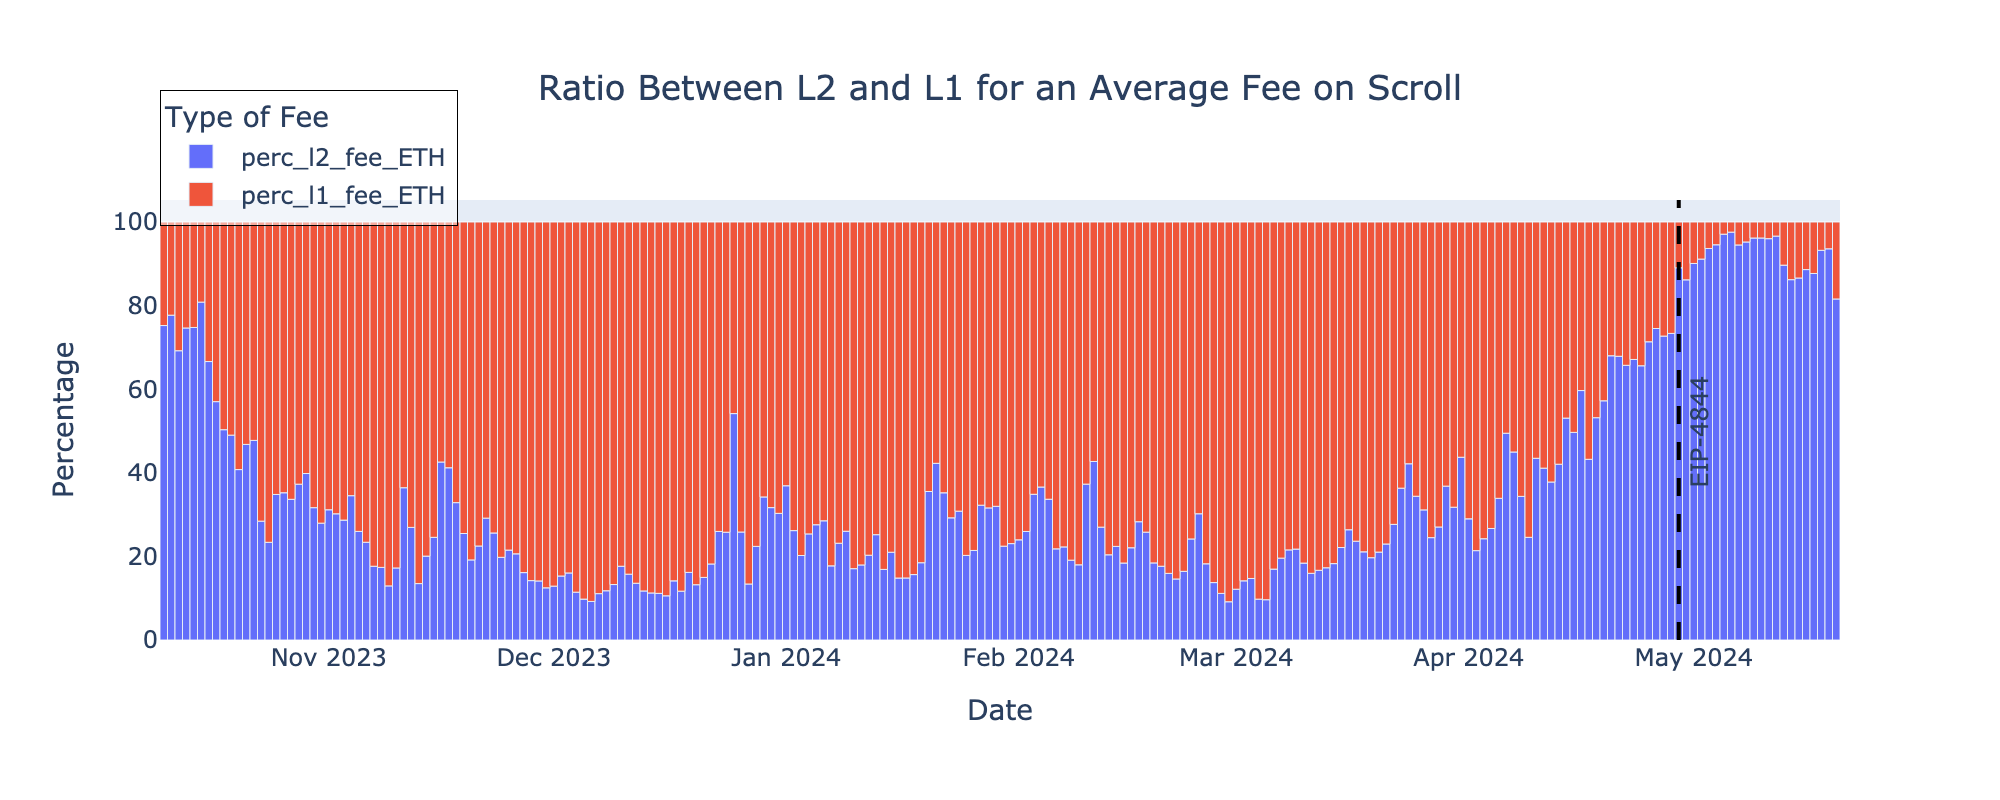 Ratio Between L2 and L1 for an Average Fee on Scroll
Type of Fee
perc_l2_fee_ETH
perc_l1_fee_ETH
100
80
60
40
20
0
Percentage
EIP-4844
Nov 2023
Dec 2023
Jan 2024
Feb 2024
Mar 2024
Apr 2024
May 2024
Date